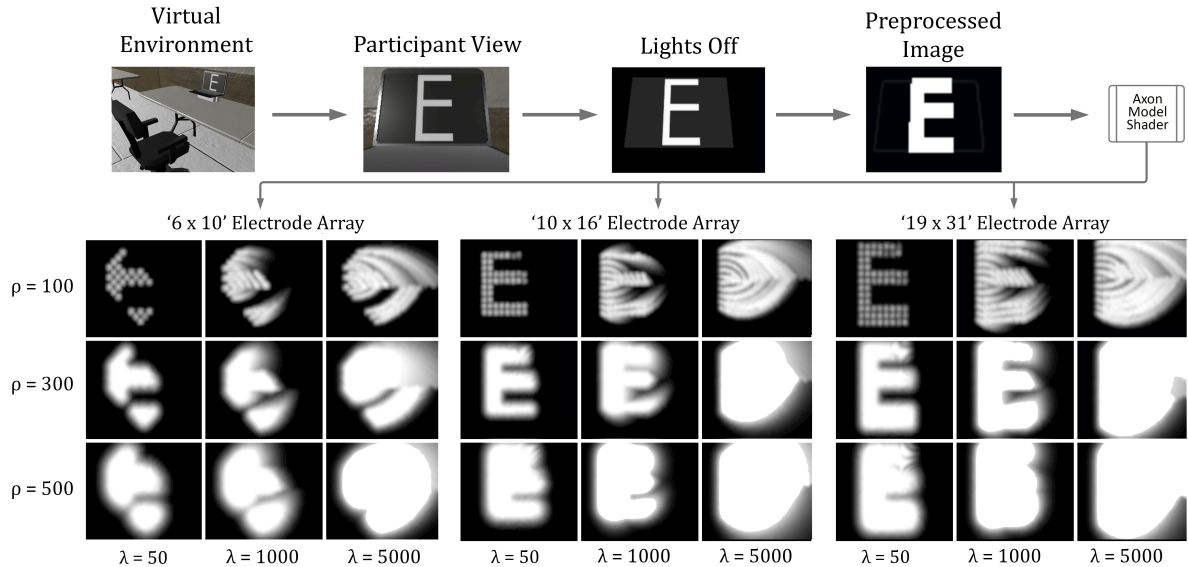 Virtual
Environment
Participant View
Lights Off
Preprocessed
Image
E
E
E
E
Axon
Model
Shader
‘6 x 10’ Electrode Array
‘10 x 16’ Electrode Array
‘19 x 31’ Electrode Array
ρ = 100
ρ = 300
ρ = 500
λ = 50
λ = 1000
λ = 5000
λ = 50
λ = 1000
λ = 5000
λ = 50
λ = 1000
λ = 5000